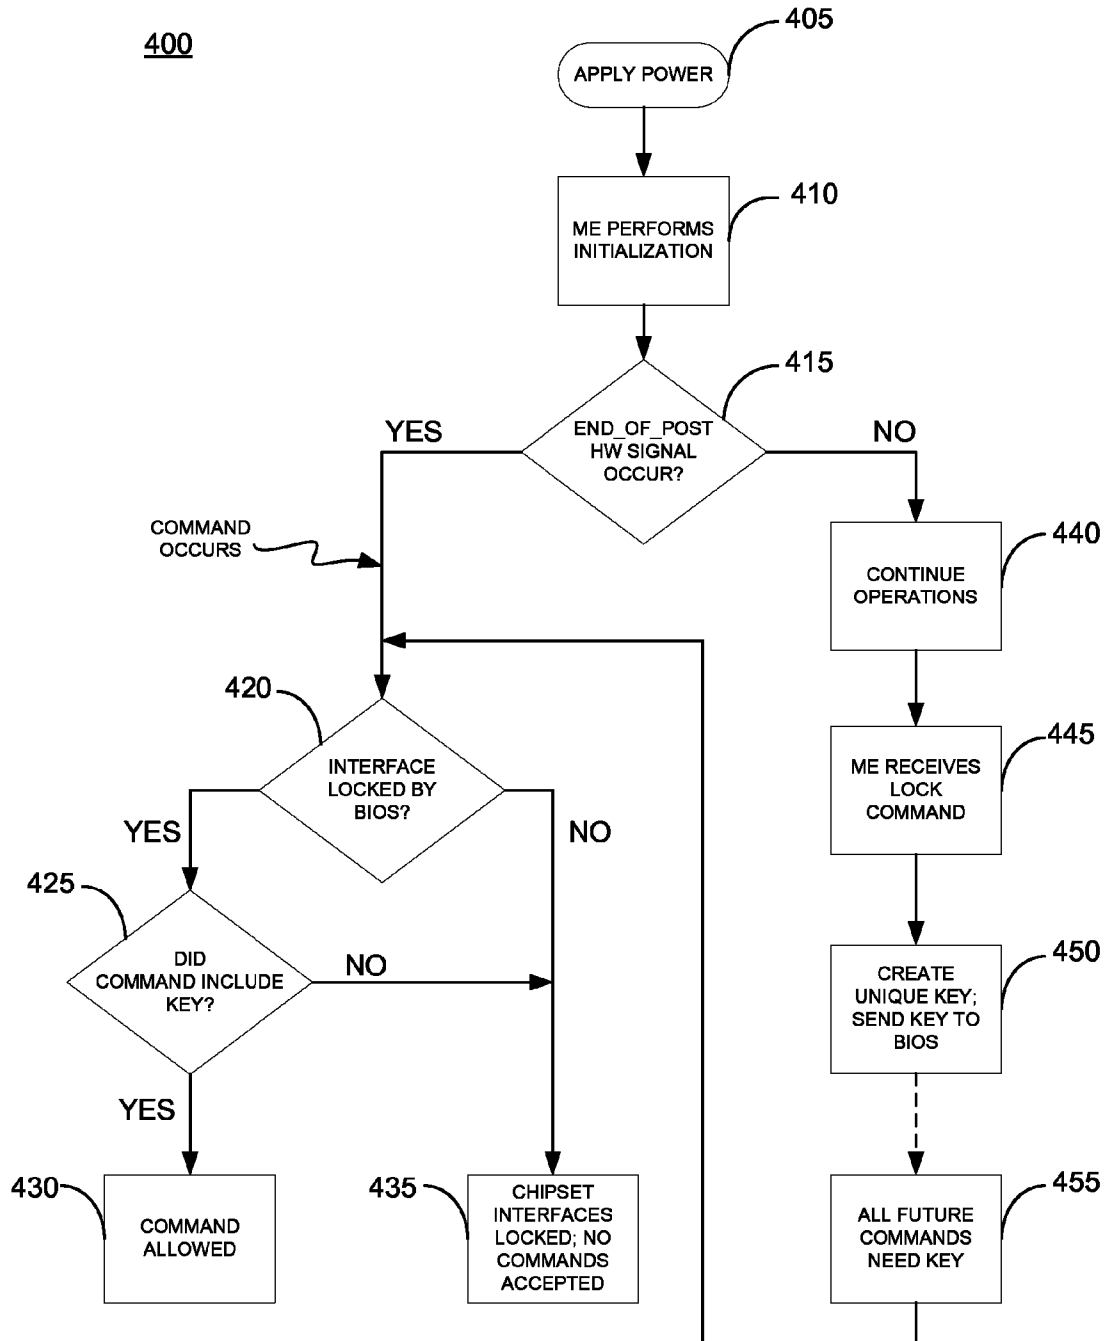 400
405
APPLY POWER
410
ME PERFORMS
INITIALIZATION
415
YES
END_OF_POST
HW SIGNAL
OCCUR?
NO
COMMAND
OCCURS
440
CONTINUE
OPERATIONS
420
INTERFACE
LOCKED BY
BIOS?
YES
NO
445
ME RECEIVES
LOCK
COMMAND
425
DID
COMMAND INCLUDE
KEY?
NO
YES
450
CREATE
UNIQUE KEY;
SEND KEY TO
BIOS
430
COMMAND
ALLOWED
435
CHIPSET
INTERFACES
LOCKED; NO
COMMANDS
ACCEPTED
455
ALL FUTURE
COMMANDS
NEED KEY